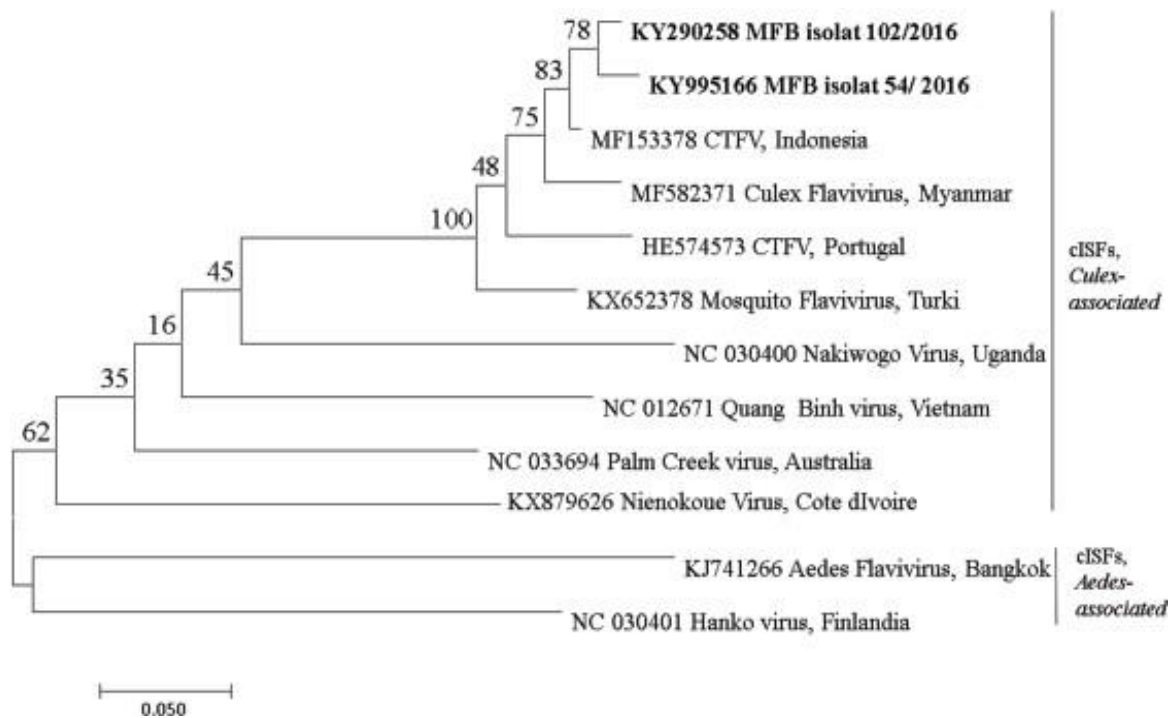 78
KY290258 MFB isolat 102/2016
83
KY995166 MFB isolat 54/ 2016
75
MF153378 CTFV, Indonesia
48
MF582371 Culex Flavivirus, Myanmar
100
HE574573 CTFV, Portugal
cISFs,
Culex-
associated
45
KX652378 Mosquito Flavivirus, Turki
16
NC 030400 Nakiwogo Virus, Uganda
35
NC 012671 Quang Binh virus, Vietnam
62
NC 033694 Palm Creek virus, Australia
KX879626 Nienokoue Virus, Cote dIvoire
KJ741266 Aedes Flavivirus, Bangkok
cISFs,
Aedes-
associated
NC 030401 Hanko virus, Finlandia
0.050